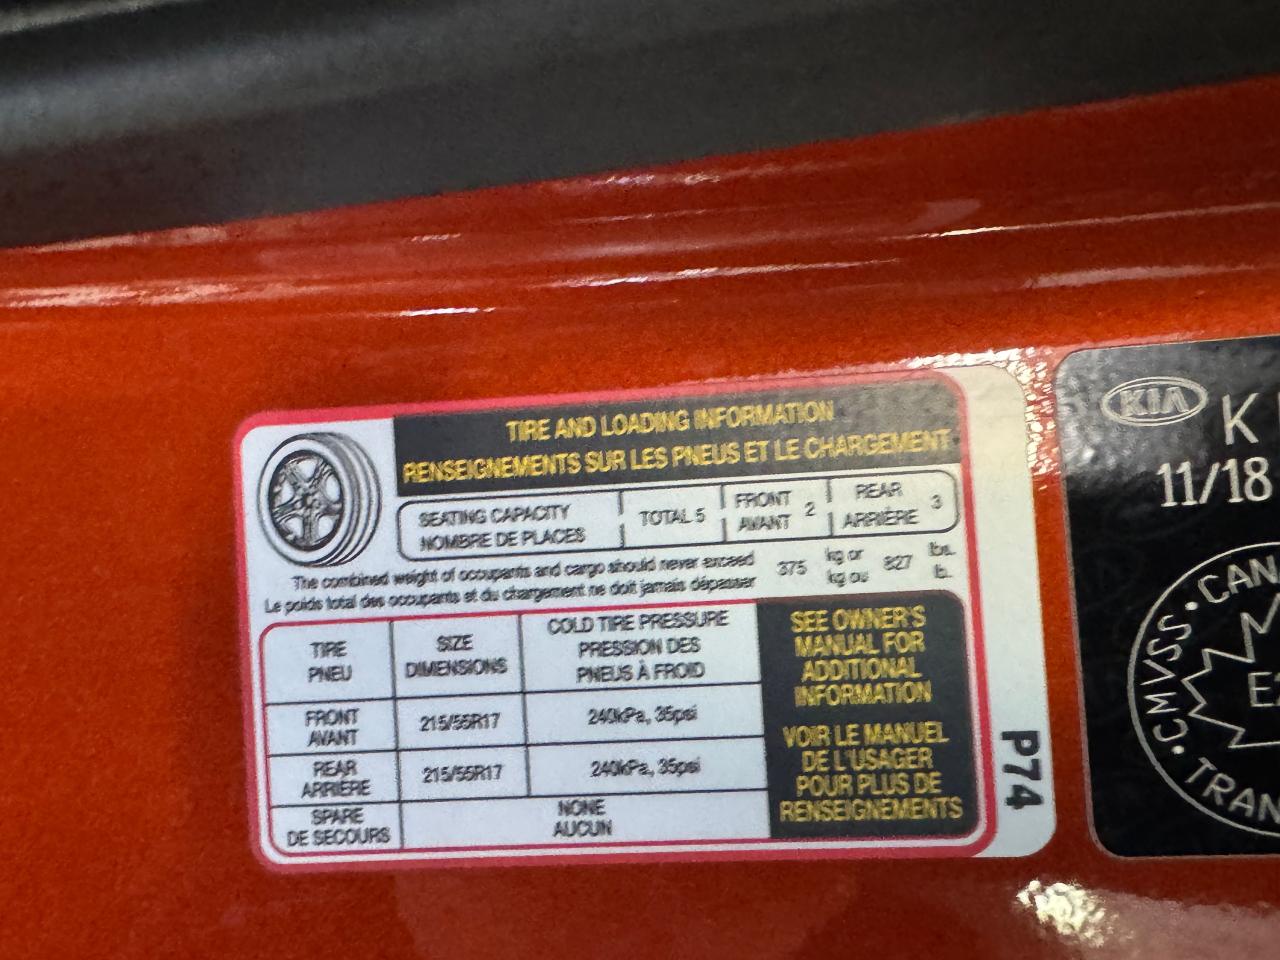 TIRE AND LOADING INFORMATION
RENSEIGNEMENTS SUR LES PNEUS ET LE CHARGEMENT
SEATING CAPACITY
NOMBRE DE PLACES
TOTAL 5
FRONT
AVANT
2
REAR
ARRIÈRE
3
The combined weight of occupants and cargo should never exceed
Le poids total des occupants et du chargement ne doit jamais dépasser
375
kg or
kg ou
827
lbs.
lb.
TIRE
PNEU
SIZE
DIMENSIONS
COLD TIRE PRESSURE
PRESSION DES
PNEUS À FROID
FRONT
AVANT
215/55R17
240kPa, 35psi
REAR
ARRIÈRE
215/55R17
240kPa, 35psi
SPARE
DE SECOURS
NONE
AUCUN
SEE OWNER'S
MANUAL FOR
ADDITIONAL
INFORMATION
VOIR LE MANUEL
DE L'USAGER
POUR PLUS DE
RENSEIGNEMENTS
P74
KIA
K
11/18
CMVSS
CAN
TRAN